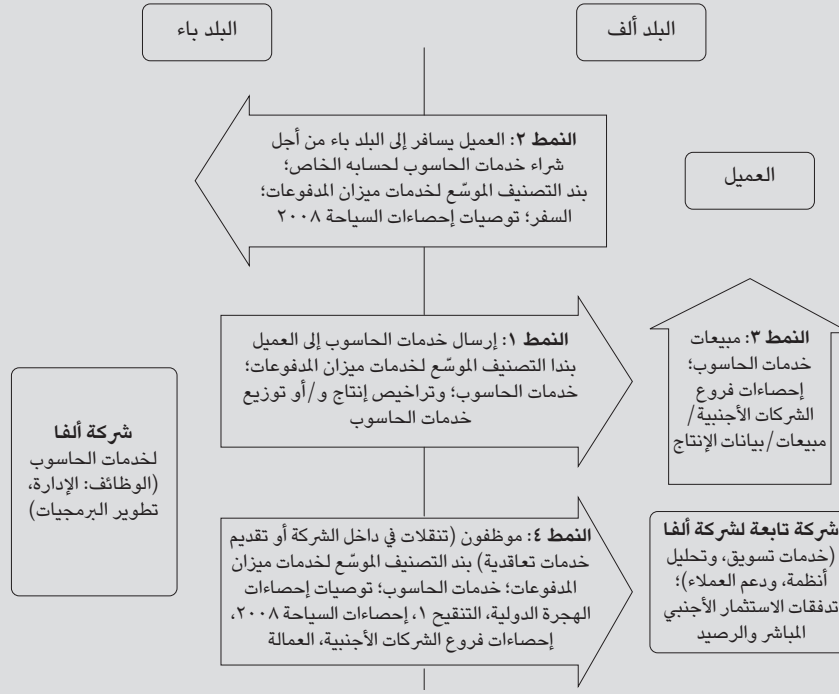 البلد ألف
البلد باء
النمط ٢: العميل يسافر إلى البلد باء من أجل
شراء خدمات الحاسوب لحسابه الخاص؛
بند التصنيف الموسّع لخدمات ميزان المدفوعات؛
السفر؛ توصيات إحصاءات السياحة ٢٠٠٨
العميل
النمط ١: إرسال خدمات الحاسوب إلى العميل
بندا التصنيف الموسّع لخدمات ميزان المدفوعات؛
خدمات الحاسوب؛ وتراخيص إنتاج و/أو توزيع
خدمات الحاسوب
النمط ٣: مبيعات
خدمات الحاسوب؛
إحصاءات فروع
الشركات الأجنبية/
مبيعات/بيانات الإنتاج
شركة ألفا
لخدمات الحاسوب
(الوظائف: الإدارة،
تطوير البرمجيات)
النمط ٤: موظفون (تنقلات في داخل الشركة أو تقديم
خدمات تعاقدية) بند التصنيف الموسّع لخدمات ميزان
المدفوعات؛ خدمات الحاسوب؛ توصيات إحصاءات
الهجرة الدولية، التنقيح ١، إحصاءات السياحة ٢٠٠٨،
إحصاءات فروع الشركات الأجنبية، العمالة
شركة تابعة لشركة ألفا
(خدمات تسويق، وتحليل
أنظمة، ودعم العملاء)؛
تدفقات الاستثمار الأجنبي
المباشر والرصيد